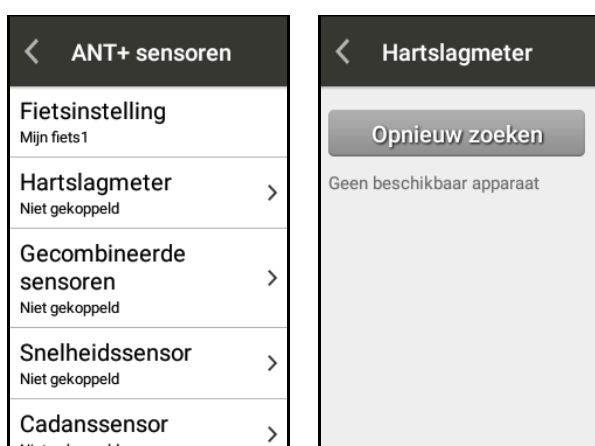 ANT+ sensoren
Fietsinstelling
Mijn fiets1
Hartslagmeter
Niet gekoppeld
Gecombineerde
sensoren
Niet gekoppeld
Snelheidssensor
Niet gekoppeld
Cadanssensor
Hartslagmeter
Opnieuw zoeken
Geen beschikbaar apparaat